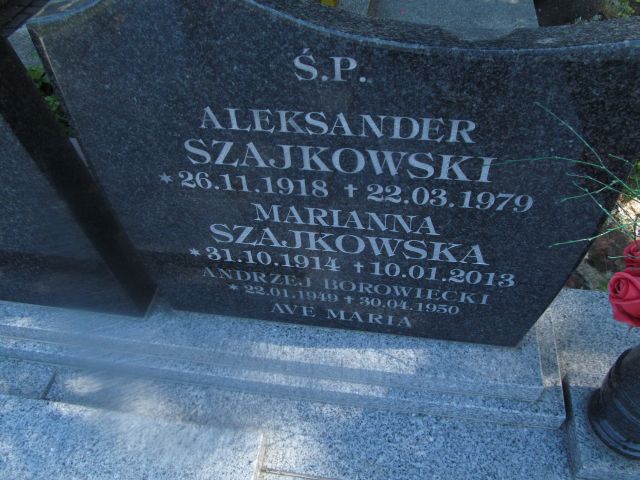 Ś.P.
ALEKSANDER
SZAJKOWSKI
*26.11.1918 †22.03.1979
MARIANNA
SZAJKOWSKA
*31.10.1914 †10.01.2013
ANDRZEJ BOROWIECKI
*22.01.1949 †30.04.1950
AVE MARIA